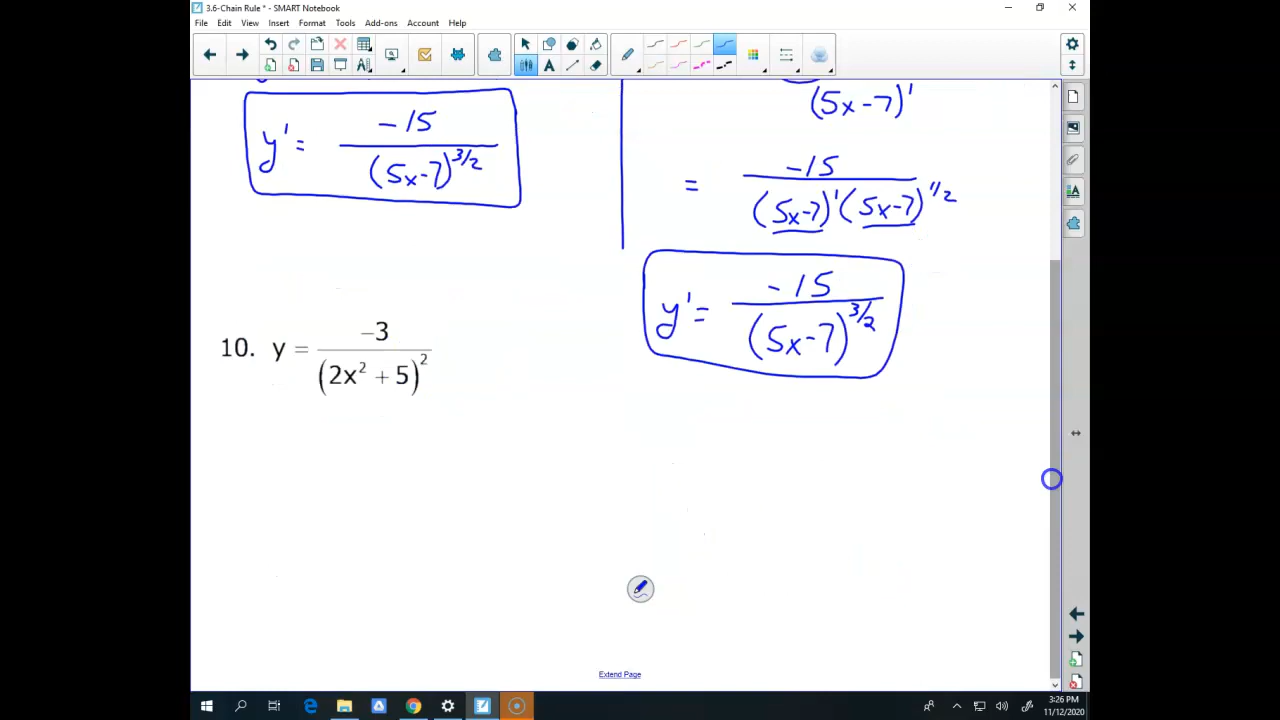 3.6-Chain Rule * - SMART Notebook
File Edit View Insert Format Tools Add-ons Account Help
y' = -15 / (5x-7)^3/2
(5x-7)^1
= -15 / (5x-7)^1 (5x-7)^1/2
y' = -15 / (5x-7)^3/2
10. y = -3 / (2x² + 5)²
Extend Page
3:26 PM
11/12/2020